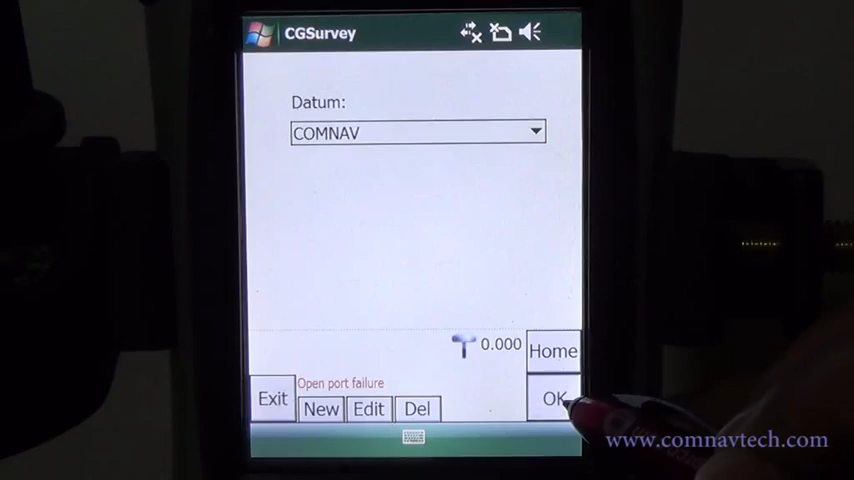 CGSurvey
Datum:
COMNAV
0.000
Home
Open port failure
Exit
New
Edit
Del
OK
www.comnavtech.com